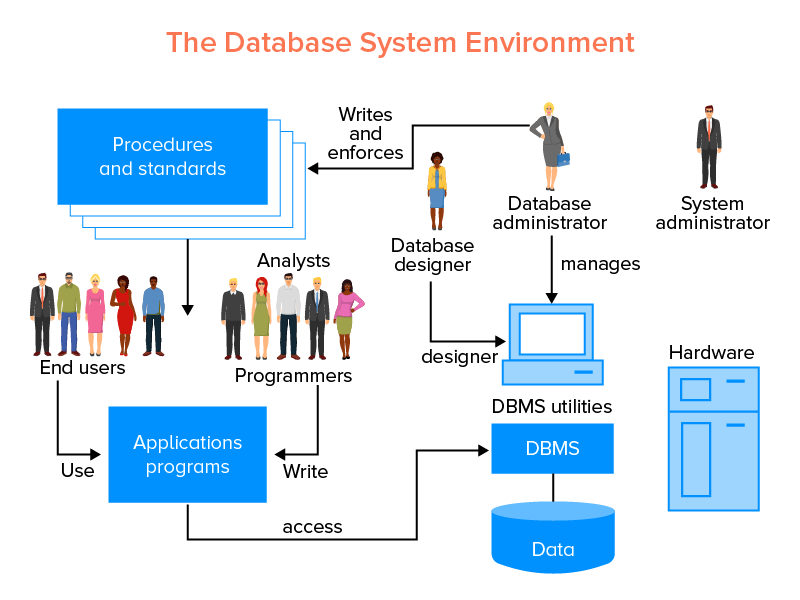 The Database System Environment
Procedures
and standards
Writes
and
enforces
Database
designer
Database
administrator
System
administrator
manages
Analysts
End users
Programmers
designer
Hardware
DBMS utilities
Applications
programs
Use
Write
DBMS
access
Data